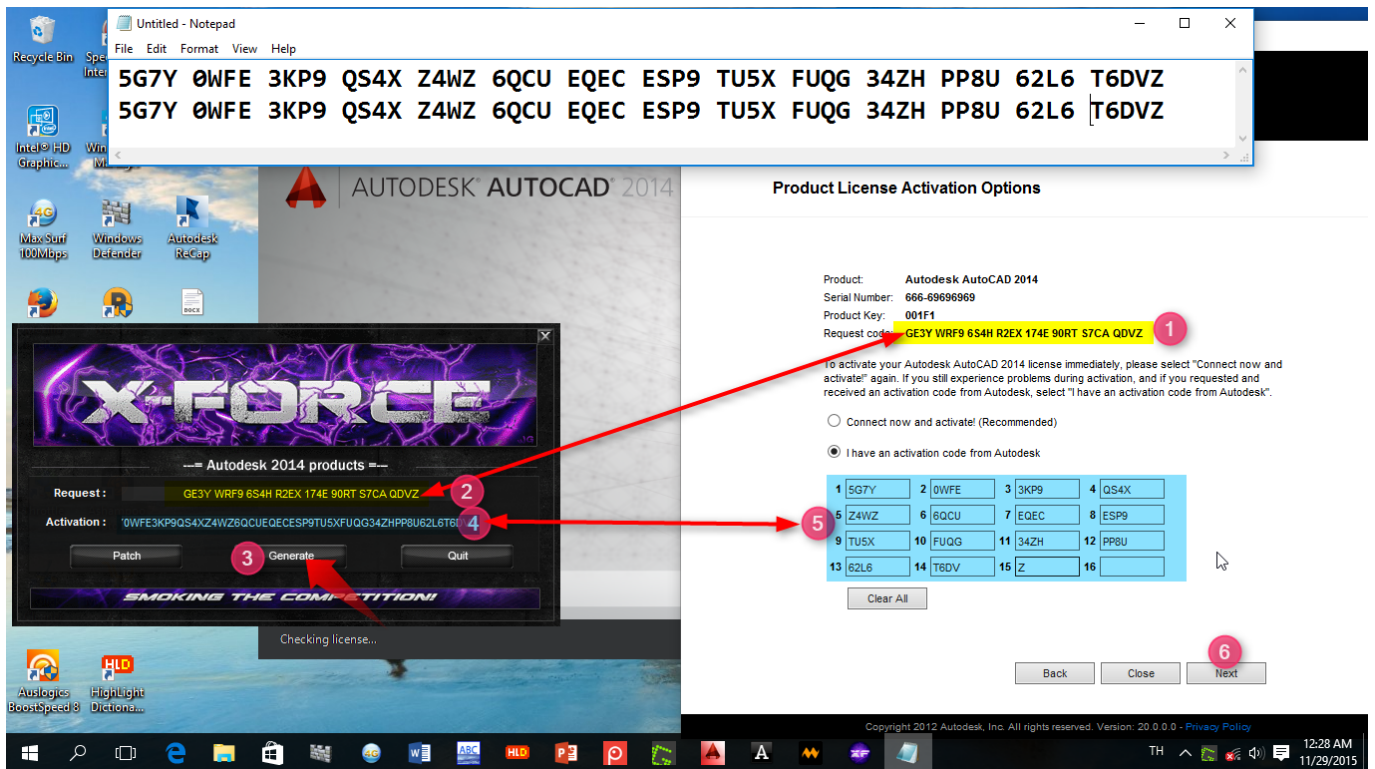 Untitled - Notepad
File Edit Format View Help
5G7Y 0WFE 3KP9 QS4X Z4WZ 6QCU EQEC ESP9 TU5X FUQG 34ZH PP8U 62L6 T6DVZ
5G7Y 0WFE 3KP9 QS4X Z4WZ 6QCU EQEC ESP9 TU5X FUQG 34ZH PP8U 62L6 T6DVZ
Recycle Bin
Intel® HD
Graphic...
Max Surf
100Mbps
Windows
Defender
Autodesk
ReCap
DOCX
AUTODESK® AUTOCAD® 2014
Product License Activation Options
Product: Autodesk AutoCAD 2014
Serial Number: 666-69696969
Product Key: 001F1
Request code: GE3Y WRF9 6S4H R2EX 174E 90RT S7CA QDVZ
1
To activate your Autodesk AutoCAD 2014 license immediately, please select "Connect now and
activate!" again. If you still experience problems during activation, and if you requested and
received an activation code from Autodesk, select "I have an activation code from Autodesk".
Connect now and activate! (Recommended)
I have an activation code from Autodesk
1 5G7Y 2 0WFE 3 3KP9 4 QS4X
5 Z4WZ 6 6QCU 7 EQEC 8 ESP9
9 TU5X 10 FUQG 11 34ZH 12 PP8U
13 62L6 14 T6DV 15 Z 16
5
Clear All
6
Back Close Next
X-FORCE
JG
---= Autodesk 2014 products =---
Request : GE3Y WRF9 6S4H R2EX 174E 90RT S7CA QDVZ
2
Activation : 0WFE3KP9QS4XZ4WZ6QCUEQECESP9TU5XFUQG34ZHPP8U62L6T6
4
Patch 3 Generate Quit
SMOKING THE COMPETITION!
Checking license...
Auslogics
BoostSpeed 8
HLD
HighLight
Dictiona...
Copyright 2012 Autodesk, Inc. All rights reserved. Version: 20.0.0.0 - Privacy Policy
4G ABC HLD A
TH 12:28 AM
11/29/2015